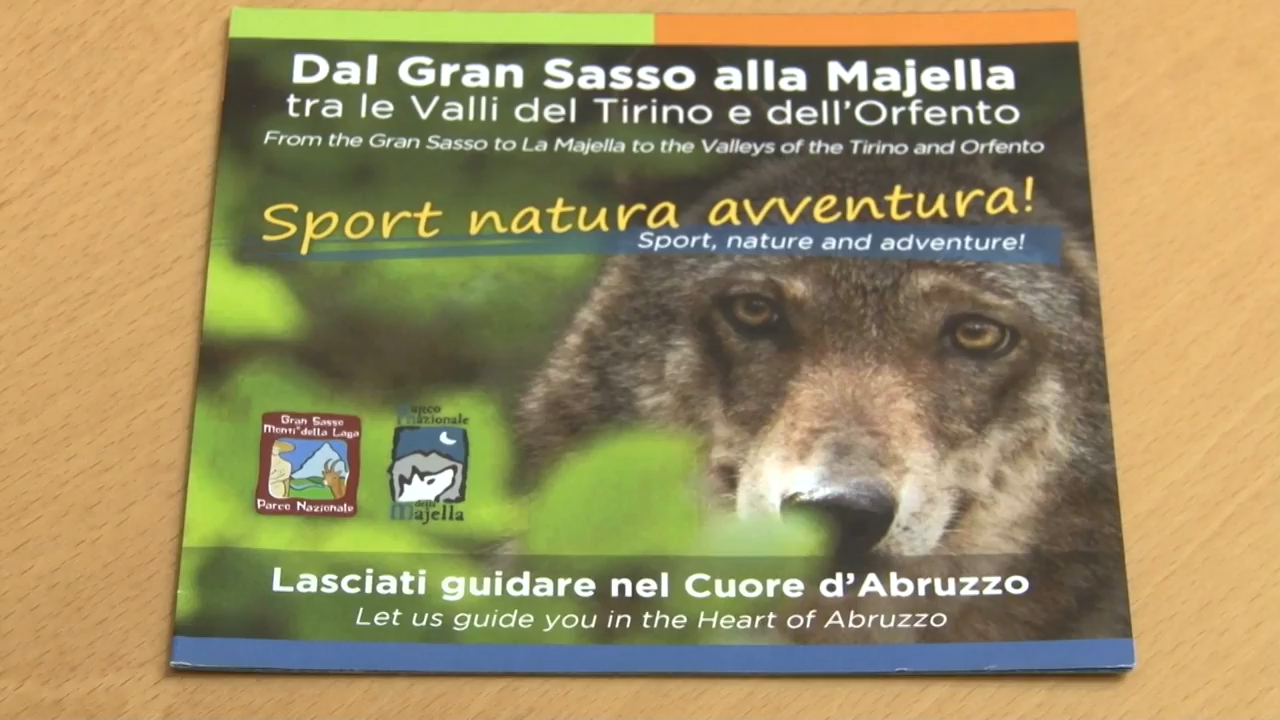 Dal Gran Sasso alla Majella
tra le Valli del Tirino e dell'Orfento
From the Gran Sasso to La Majella to the Valleys of the Tirino and Orfento
Sport natura avventura!
Sport, nature and adventure!
Gran Sasso
Monti della Laga
Parco Nazionale
Parco
Nazionale
della
Majella
Lasciati guidare nel Cuore d'Abruzzo
Let us guide you in the Heart of Abruzzo